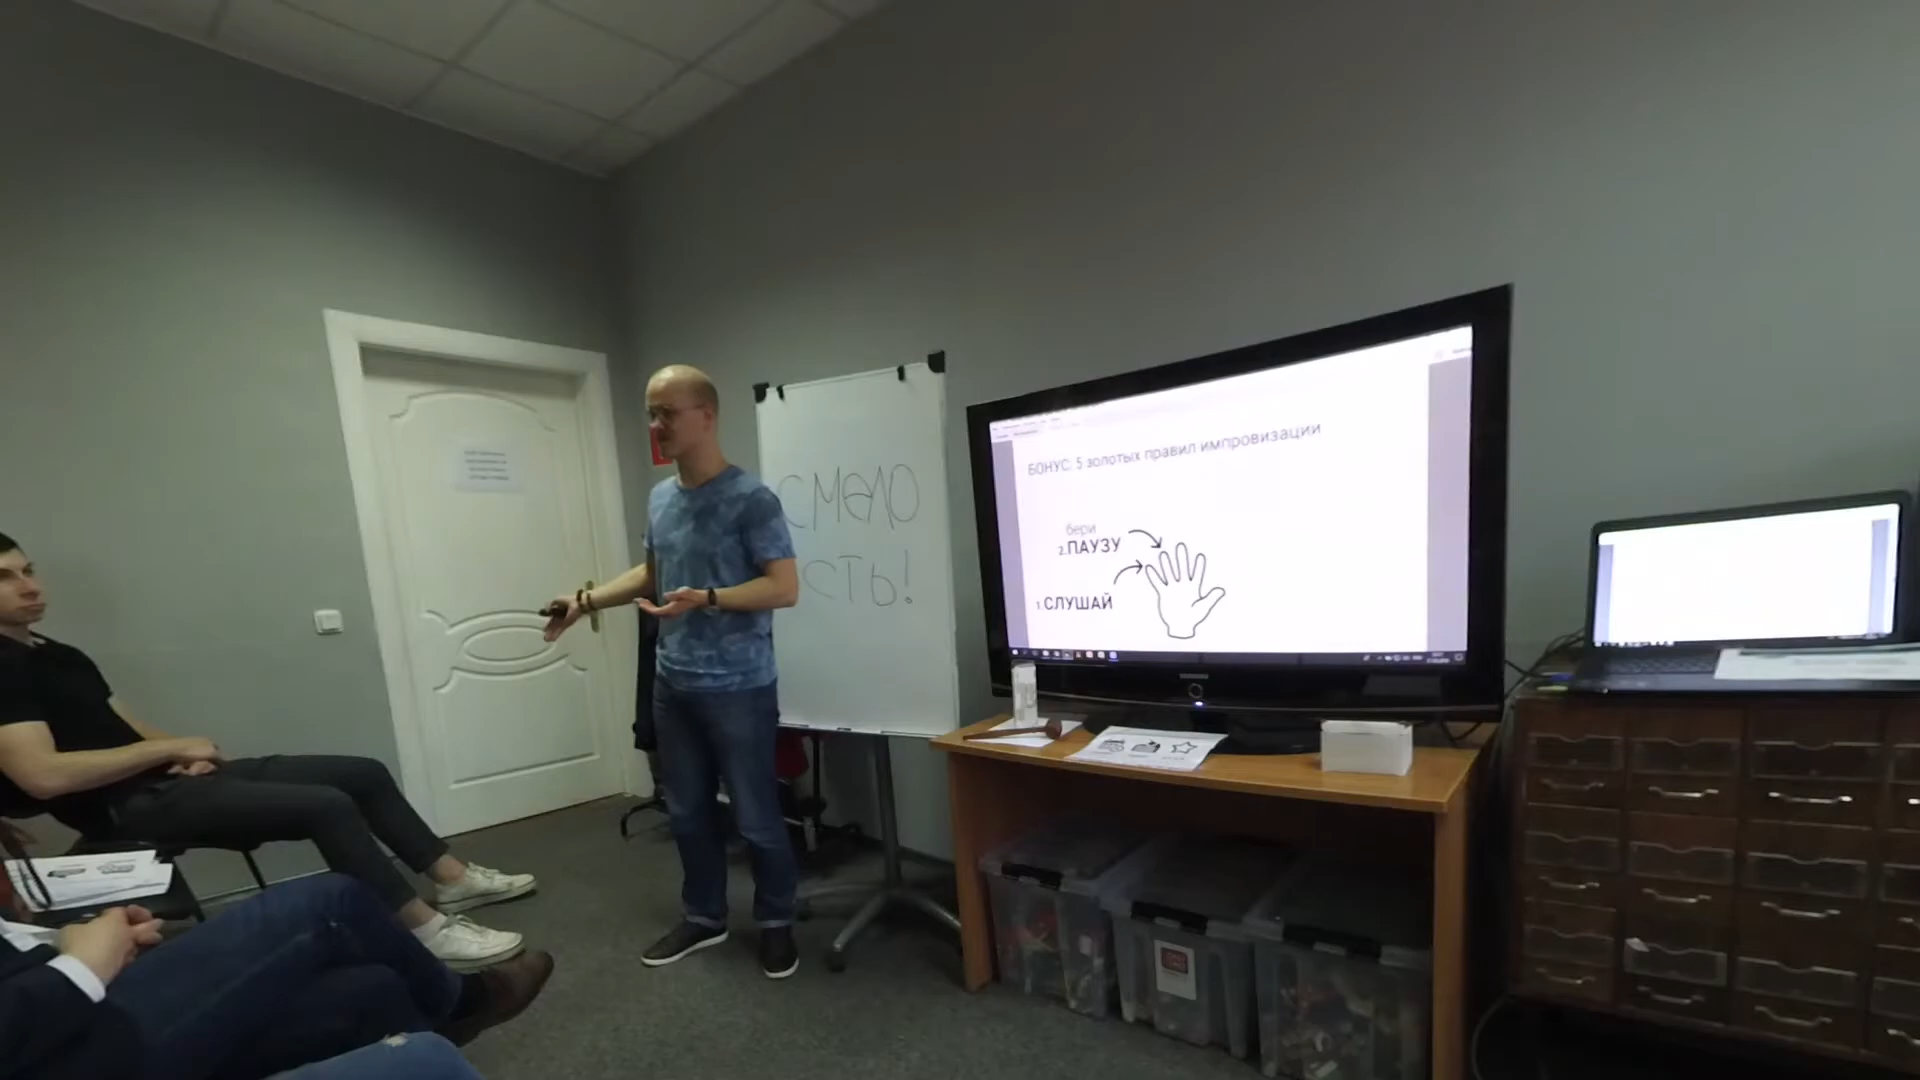 СМЕЛО
СТЬ!
БОНУС: 5 золотых правил импровизации
бери
2.ПАУЗУ
1.СЛУШАЙ